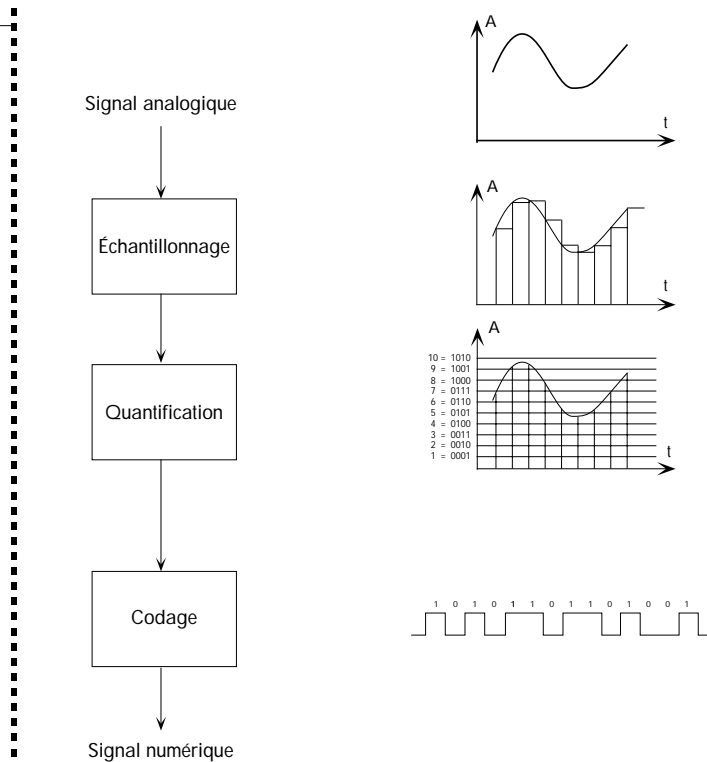 A
Signal analogique
t
A
Échantillonnage
t
A
10 = 1010
9 = 1001
8 = 1000
7 = 0111
6 = 0110
5 = 0101
4 = 0100
3 = 0011
2 = 0010
1 = 0001
t
Quantification
1 0 1 0 1 1 0 1 1 0 1 0 0 1
Codage
Signal numérique